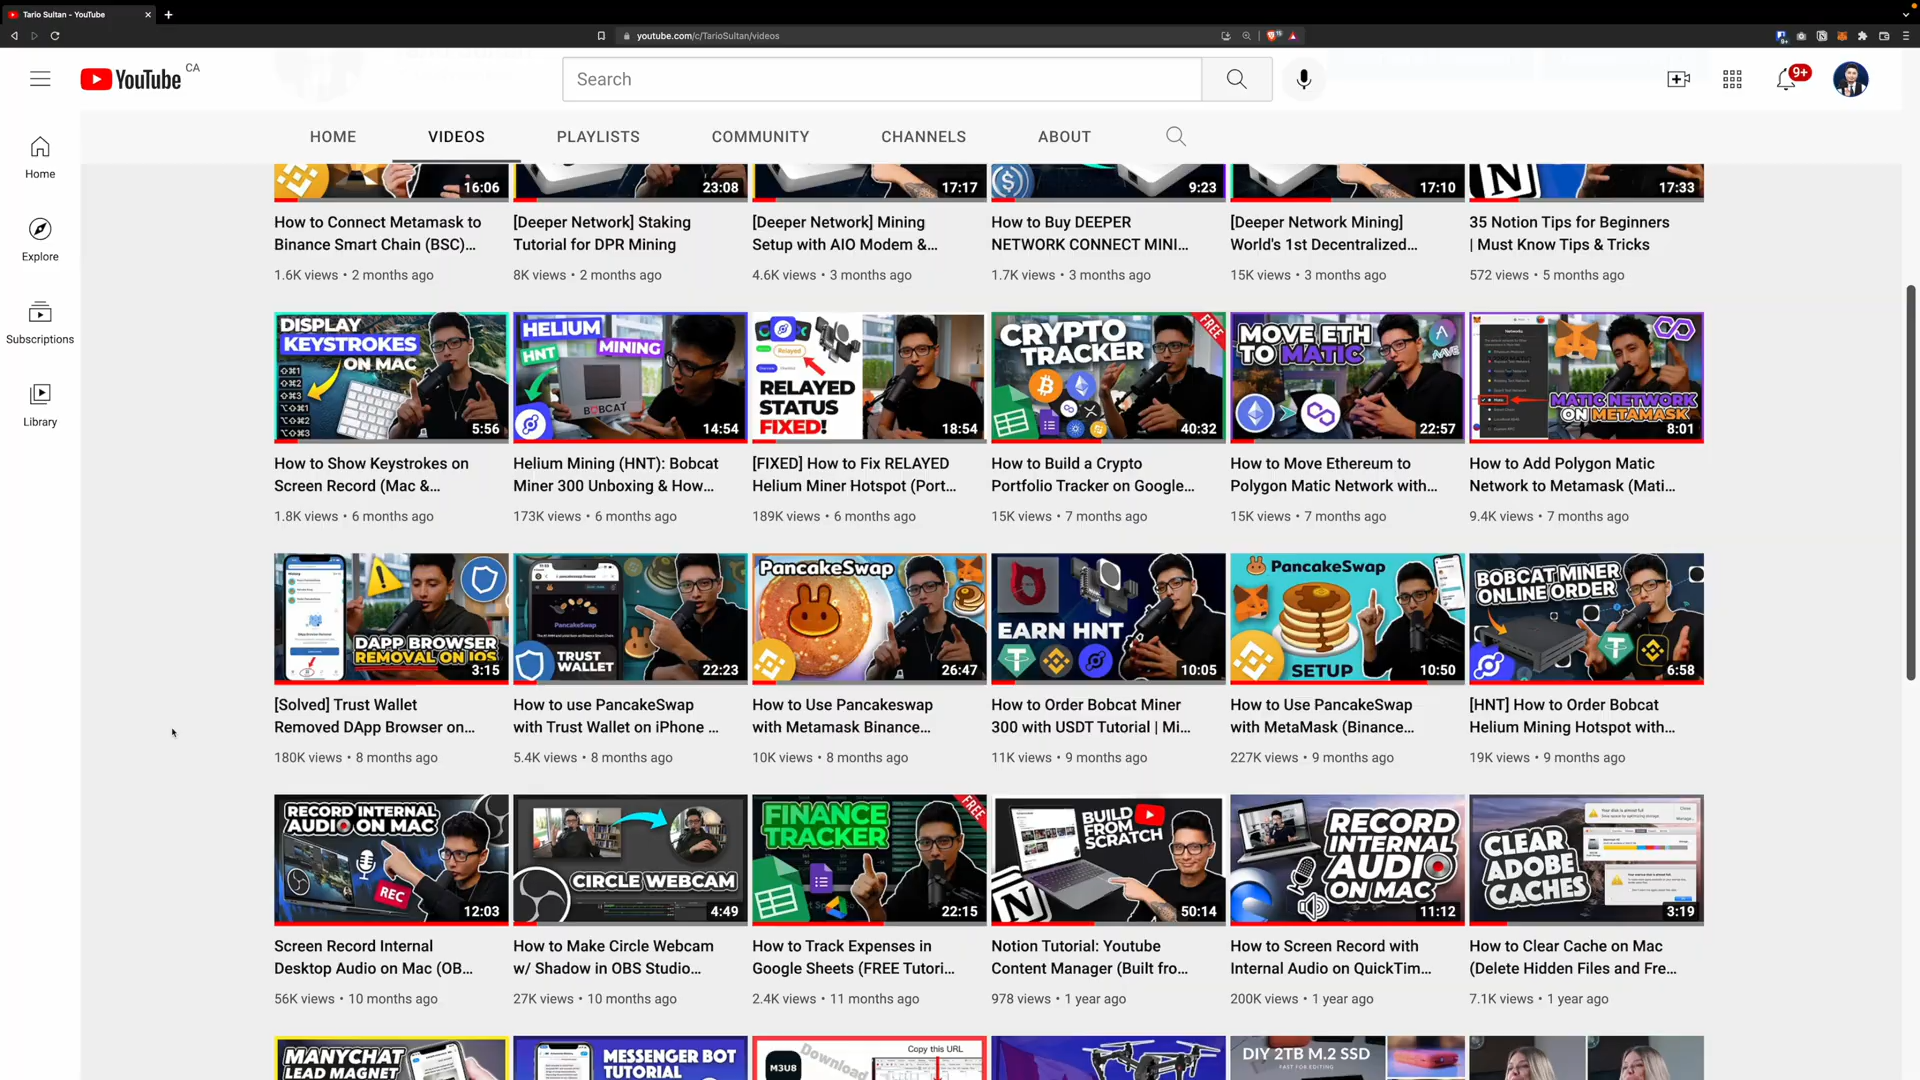 Tario Sultan - YouTube
youtube.com/c/TarioSultan/videos
YouTube CA
Search
9+
HOME VIDEOS PLAYLISTS COMMUNITY CHANNELS ABOUT
Home
Explore
Subscriptions
Library
16:06
23:08
17:17
9:23
17:10
17:33
How to Connect Metamask to
Binance Smart Chain (BSC)...
1.6K views • 2 months ago
[Deeper Network] Staking
Tutorial for DPR Mining
8K views • 2 months ago
[Deeper Network] Mining
Setup with AIO Modem &...
4.6K views • 3 months ago
How to Buy DEEPER
NETWORK CONNECT MINI...
1.7K views • 3 months ago
[Deeper Network Mining]
World's 1st Decentralized...
15K views • 3 months ago
35 Notion Tips for Beginners
| Must Know Tips & Tricks
572 views • 5 months ago
DISPLAY
KEYSTROKES
ON MAC
5:56
How to Show Keystrokes on
Screen Record (Mac &...
1.8K views • 6 months ago
HELIUM
HNT MINING
BOBCAT
14:54
Helium Mining (HNT): Bobcat
Miner 300 Unboxing & How...
173K views • 6 months ago
Relayed
RELAYED
STATUS
FIXED!
18:54
[FIXED] How to Fix RELAYED
Helium Miner Hotspot (Port...
189K views • 6 months ago
CRYPTO
TRACKER
FREE
40:32
How to Build a Crypto
Portfolio Tracker on Google...
15K views • 7 months ago
MOVE ETH
TO MATIC
AAVE
22:57
How to Move Ethereum to
Polygon Matic Network with...
15K views • 7 months ago
Networks
MATIC NETWORK
ON METAMASK
8:01
How to Add Polygon Matic
Network to Metamask (Mati...
9.4K views • 7 months ago
DAPP BROWSER
REMOVAL ON IOS
3:15
[Solved] Trust Wallet
Removed DApp Browser on...
180K views • 8 months ago
PancakeSwap
TRUST
WALLET
22:23
How to use PancakeSwap
with Trust Wallet on iPhone ...
5.4K views • 8 months ago
PancakeSwap
26:47
How to Use Pancakeswap
with Metamask Binance...
10K views • 8 months ago
EARN HNT
10:05
How to Order Bobcat Miner
300 with USDT Tutorial | Mi...
11K views • 9 months ago
PancakeSwap
SETUP
10:50
How to Use PancakeSwap
with MetaMask (Binance...
227K views • 9 months ago
BOBCAT MINER
ONLINE ORDER
6:58
[HNT] How to Order Bobcat
Helium Mining Hotspot with...
19K views • 9 months ago
RECORD INTERNAL
AUDIO ON MAC
REC
12:03
Screen Record Internal
Desktop Audio on Mac (OB...
56K views • 10 months ago
CIRCLE WEBCAM
4:49
How to Make Circle Webcam
w/ Shadow in OBS Studio...
27K views • 10 months ago
FINANCE
TRACKER
FREE
22:15
How to Track Expenses in
Google Sheets (FREE Tutori...
2.4K views • 11 months ago
BUILD
FROM
SCRATCH
50:14
Notion Tutorial: Youtube
Content Manager (Built fro...
978 views • 1 year ago
RECORD
INTERNAL
AUDIO
ON MAC
11:12
How to Screen Record with
Internal Audio on QuickTim...
200K views • 1 year ago
CLEAR
ADOBE
CACHES
3:19
How to Clear Cache on Mac
(Delete Hidden Files and Fre...
7.1K views • 1 year ago
MANYCHAT
LEAD MAGNET
MESSENGER BOT
TUTORIAL
M3U8
Download
Copy this URL
DIY 2TB M.2 SSD
FAST FOR EDITING